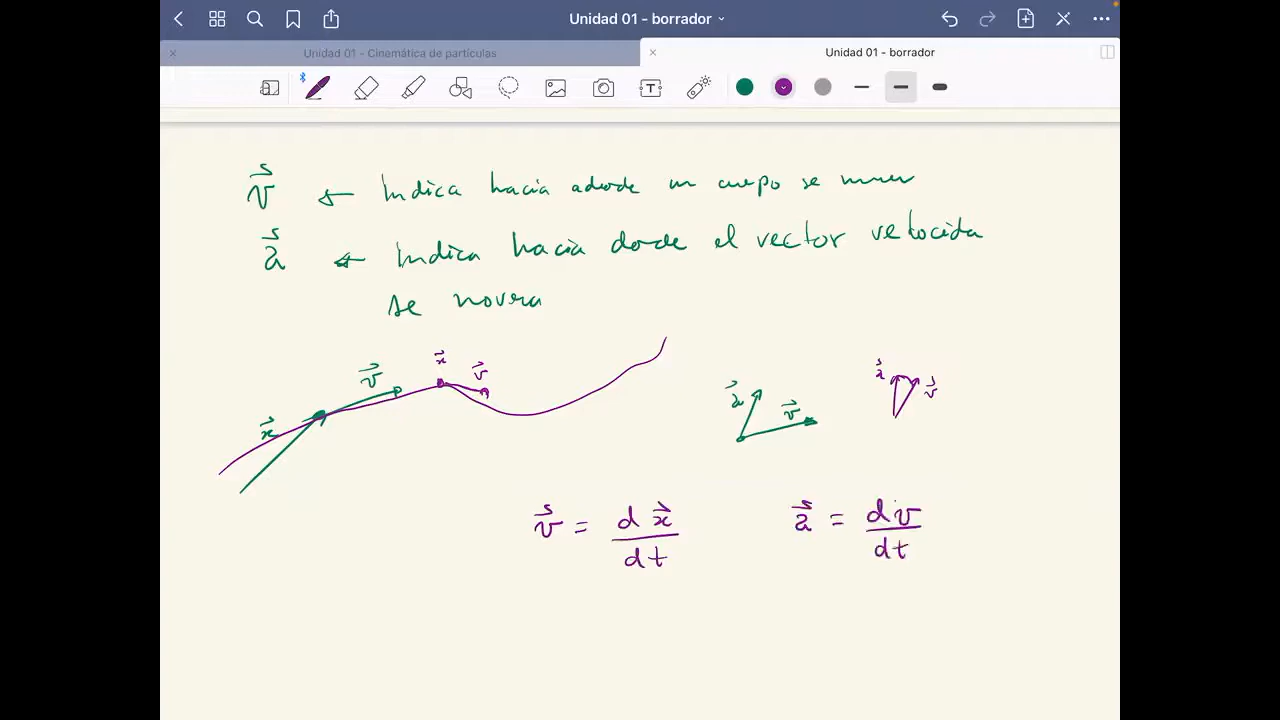 Unidad 01 - borrador
Unidad 01 - Cinemática de partículas
Unidad 01 - borrador
T
v⃗ ← Indica hacia adonde un cuerpo se mueve
a⃗ ← Indica hacia donde el vector velocida
se movera
x⃗ v⃗ x⃗ v⃗
a⃗ v⃗ a⃗ v⃗
v⃗ = dx⃗/dt a⃗ = dv/dt